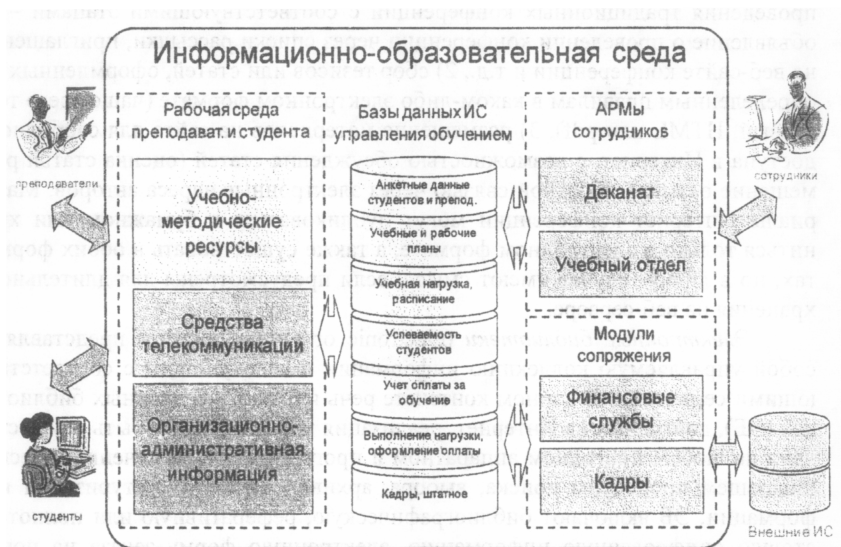 Информационно-образовательная среда
преподаватели
Рабочая среда
преподават. и студента
Учебно-
методические
ресурсы
Средства
телекоммуникации
Организационно-
административная
информация
студенты
Базы данных ИС
управления обучением
Анкетные данные
студентов и препод.
Учебные и рабочие
планы
Учебная нагрузка,
расписание
Успеваемость
студентов
Учет оплаты за
обучение
Выполнение нагрузки,
оформление оплаты
Кадры, штатное
АРМы
сотрудников
Деканат
Учебный отдел
сотрудники
Модули
сопряжения
Финансовые
службы
Кадры
Внешние ИС